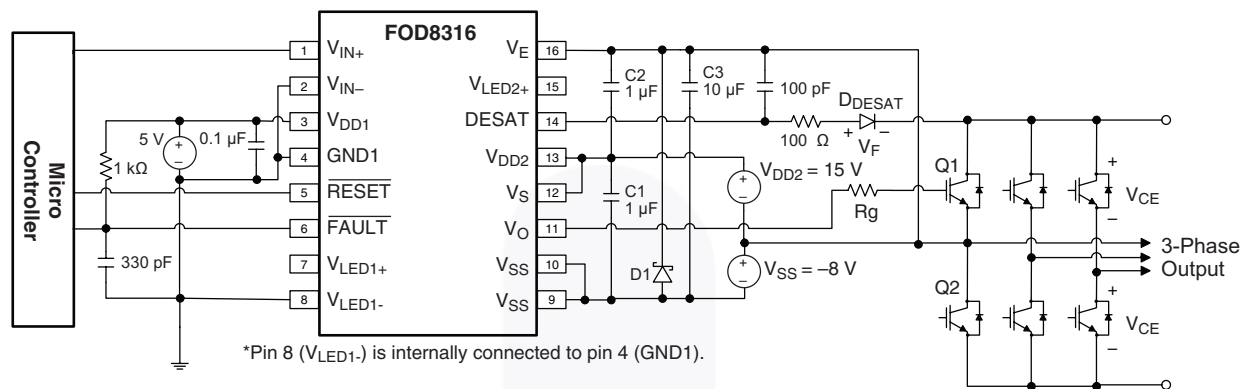 FOD8316
Micro
Controller
1 V_IN+
2 V_IN–
3 V_DD1
4 GND1
5 RESET
6 FAULT
7 V_LED1+
8 V_LED1-
V_E 16
V_LED2+ 15
DESAT 14
V_DD2 13
V_S 12
V_O 11
V_SS 10
V_SS 9
5 V
+
–
0.1 µF
1 kΩ
330 pF
C2
1 µF
C3
10 µF
100 pF
D_DESAT
100 Ω
+ V_F –
C1
1 µF
V_DD2 = 15 V
+
–
Rg
D1
+
–
V_SS = –8 V
Q1
+
V_CE
–
3-Phase
Output
Q2
+
V_CE
–
*Pin 8 (V_LED1-) is internally connected to pin 4 (GND1).